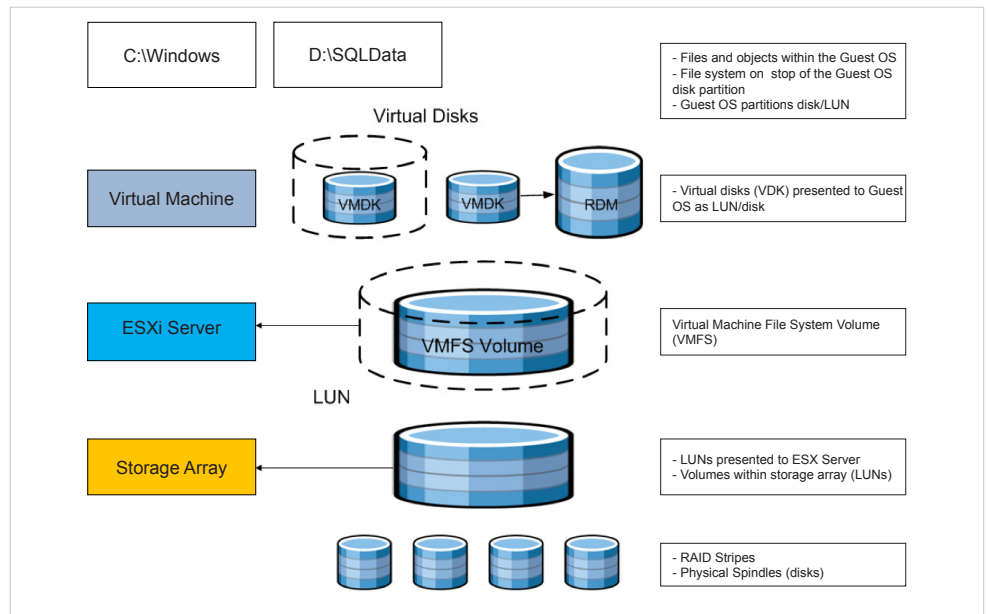 C:\Windows
D:\SQLData
- Files and objects within the Guest OS
- File system on stop of the Guest OS
disk partition
- Guest OS partitions disk/LUN
Virtual Disks
Virtual Machine
VMDK
VMDK
RDM
- Virtual disks (VDK) presented to Guest
OS as LUN/disk
ESXi Server
VMFS Volume
Virtual Machine File System Volume
(VMFS)
LUN
Storage Array
- LUNs presented to ESX Server
- Volumes within storage array (LUNs)
- RAID Stripes
- Physical Spindles (disks)